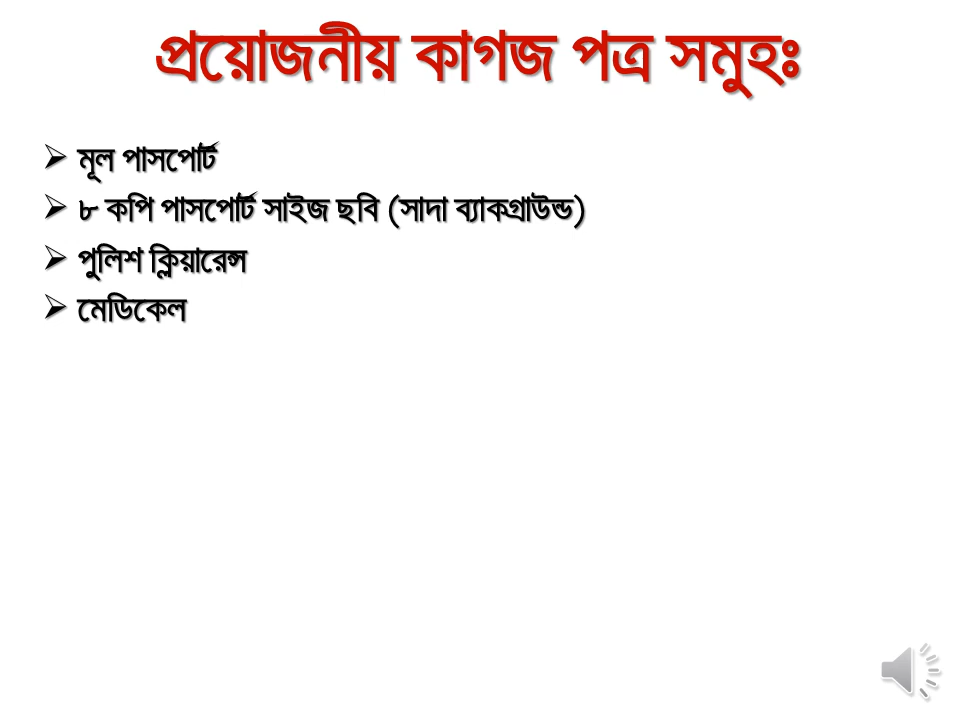 প্রয়োজনীয় কাগজ পত্র সমুহঃ
➢ মূল পাসপোর্ট
➢ ৮ কপি পাসপোর্ট সাইজ ছবি (সাদা ব্যাকগ্রাউন্ড)
➢ পুলিশ ক্লিয়ারেন্স
➢ মেডিকেল